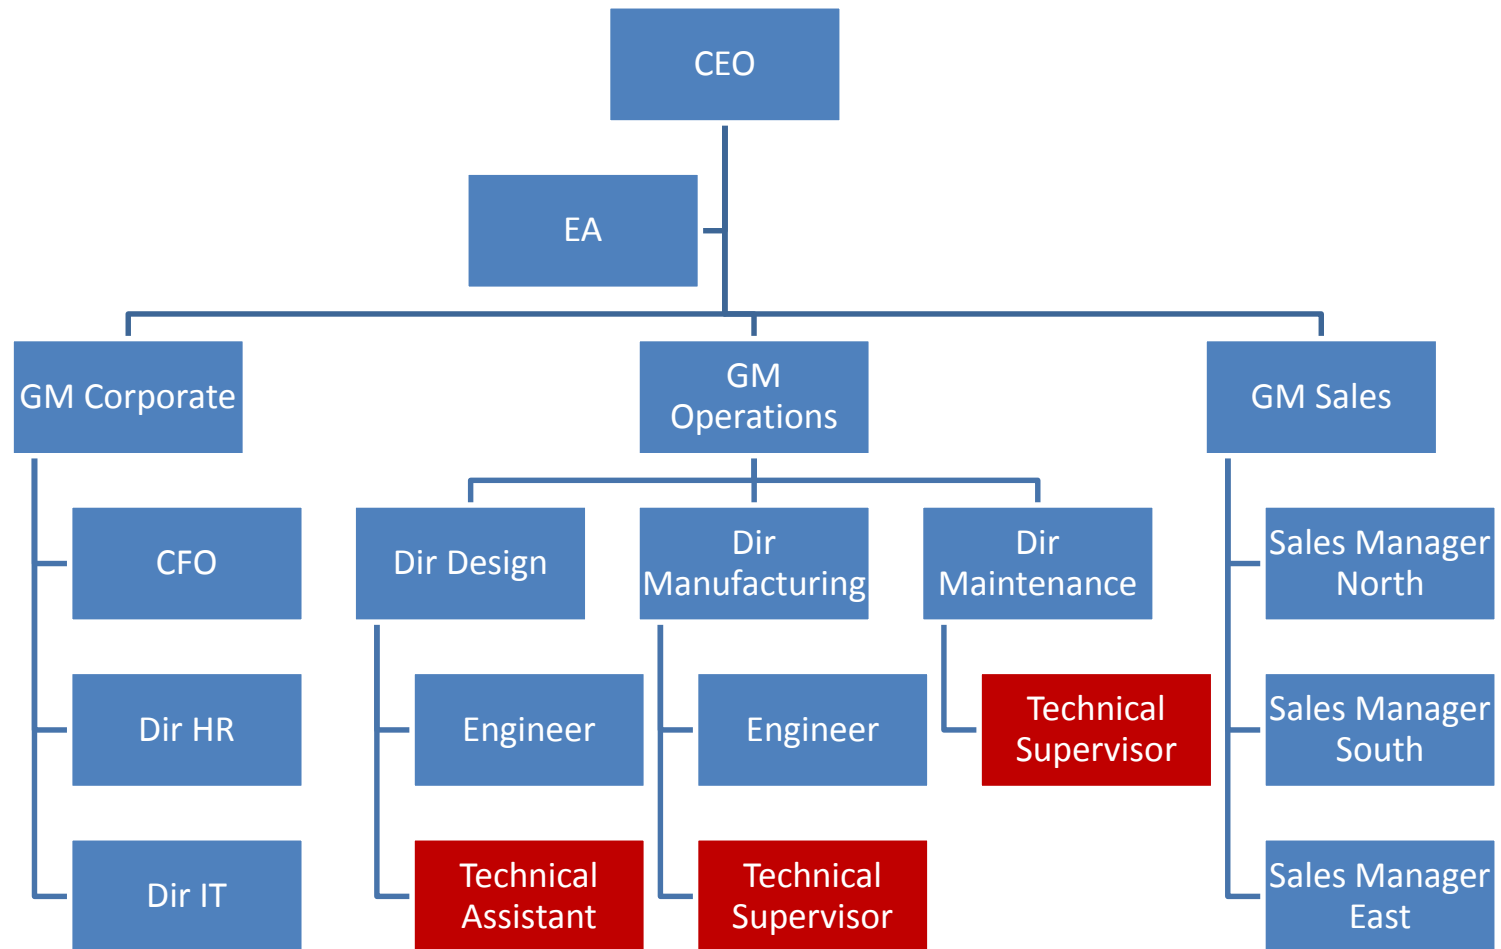 CEO
EA
GM Corporate
GM
Operations
GM Sales
CFO
Dir Design
Dir
Manufacturing
Dir
Maintenance
Sales Manager
North
Dir HR
Engineer
Engineer
Technical
Supervisor
Sales Manager
South
Dir IT
Technical
Assistant
Technical
Supervisor
Sales Manager
East